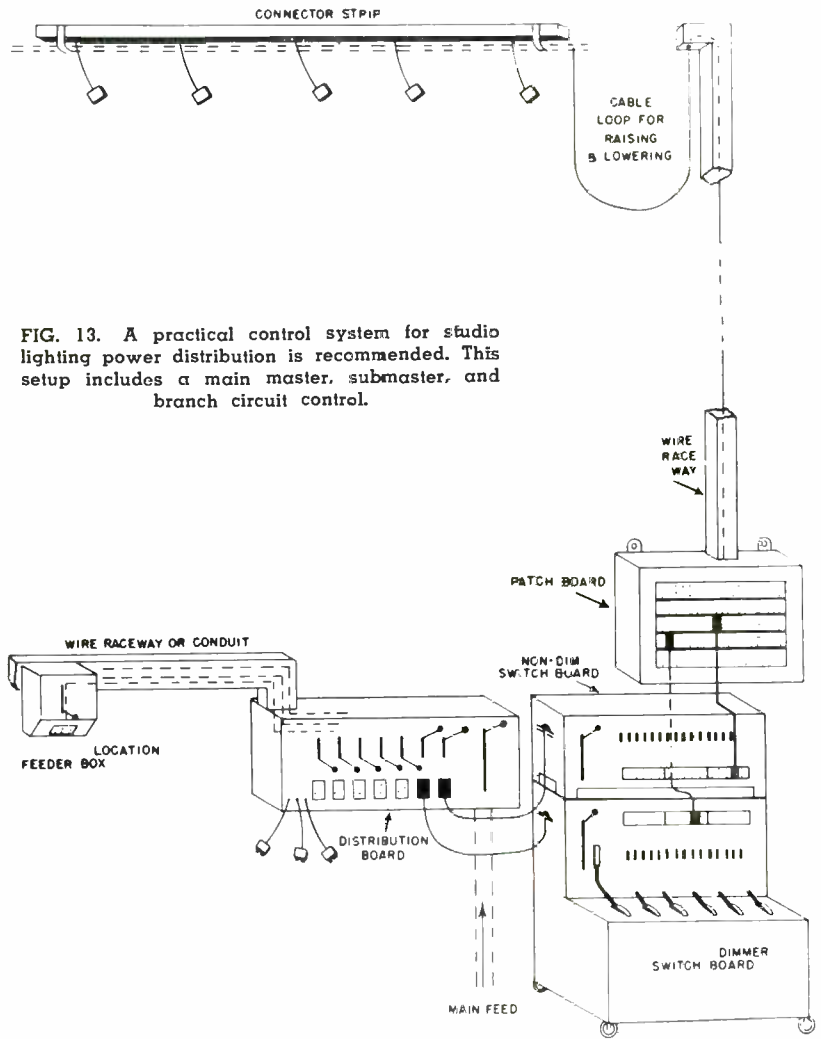 CONNECTOR STRIP
CABLE
LOOP FOR
RAISING
& LOWERING
FIG. 13. A practical control system for studio
lighting power distribution is recommended. This
setup includes a main master, submaster, and
branch circuit control.
WIRE
RACE
WAY
PATCH BOARD
WIRE RACEWAY OR CONDUIT
NON-DIM
SWITCH BOARD
LOCATION
FEEDER BOX
DISTRIBUTION
BOARD
DIMMER
SWITCH BOARD
MAIN FEED